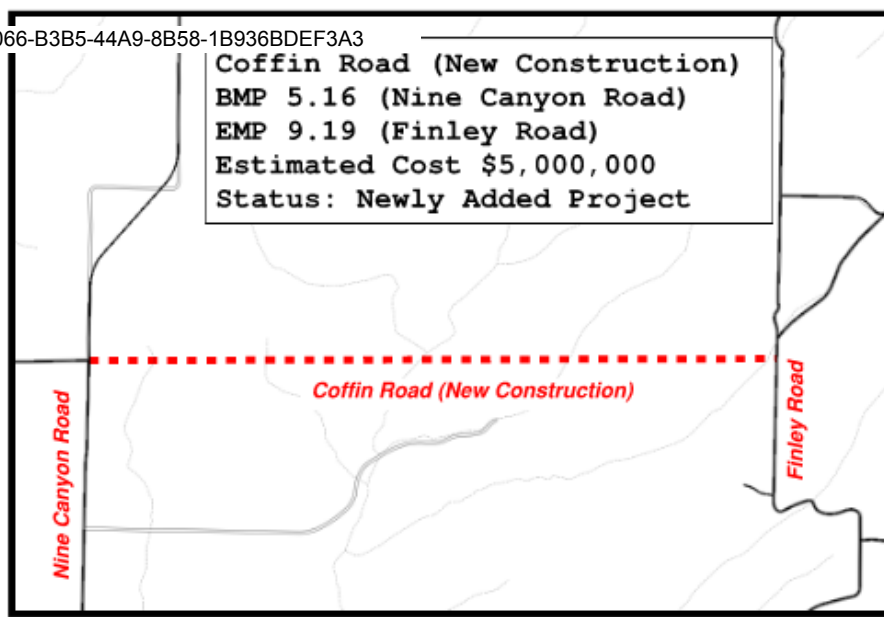 066-B3B5-44A9-8B58-1B936BDEF3A3
Coffin Road (New Construction)
BMP 5.16 (Nine Canyon Road)
EMP 9.19 (Finley Road)
Estimated Cost $5,000,000
Status: Newly Added Project
Coffin Road (New Construction)
Nine Canyon Road
Finley Road